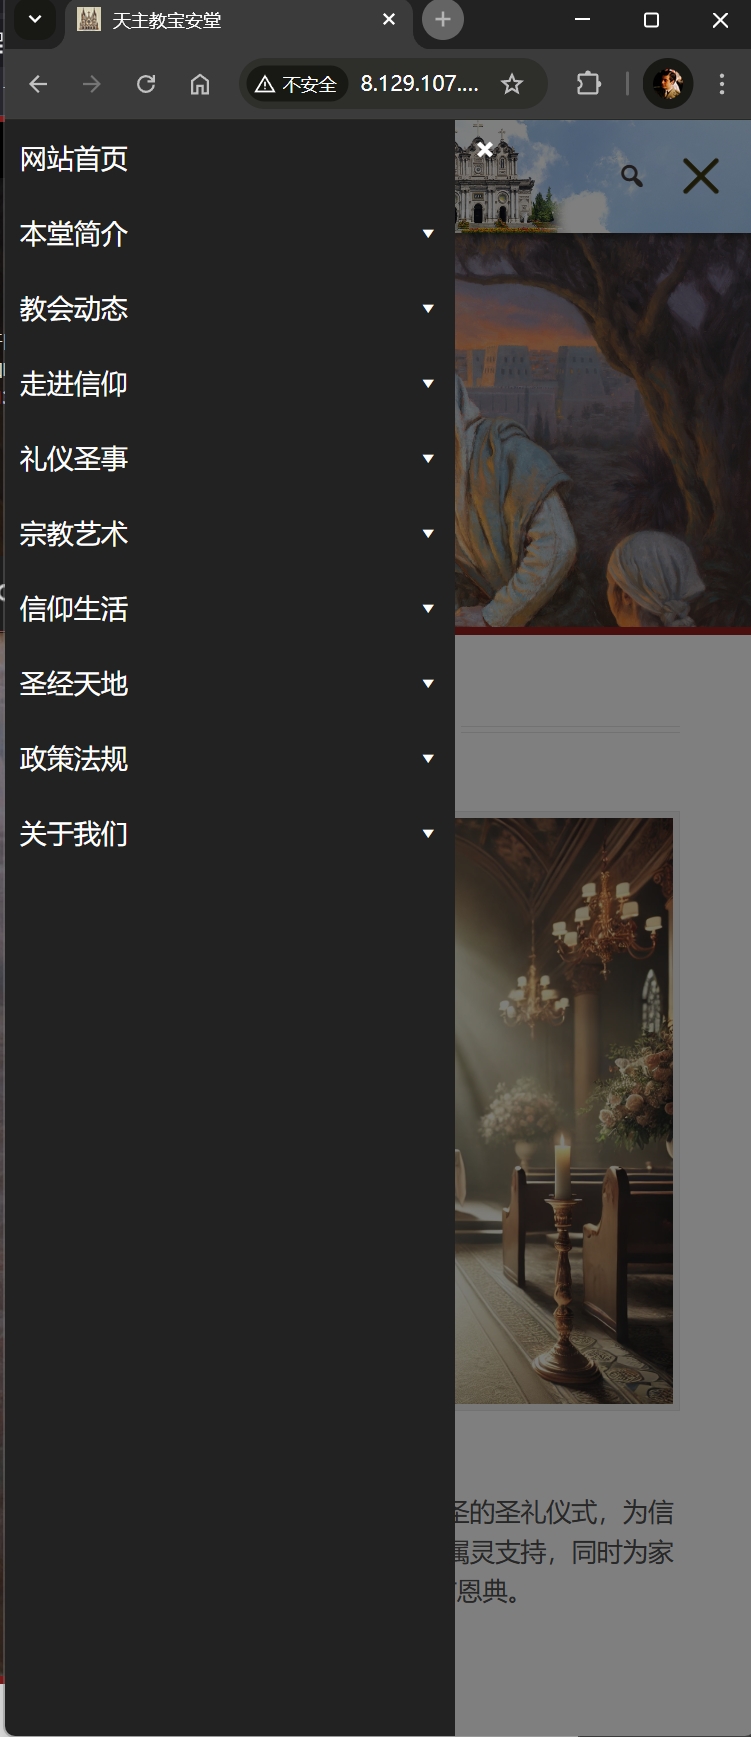 天主教宝安堂
不安全
8.129.107....
网站首页
本堂简介
教会动态
走进信仰
礼仪圣事
宗教艺术
信仰生活
圣经天地
政策法规
关于我们
圣的圣礼仪式，为信
属灵支持，同时为家
恩典。